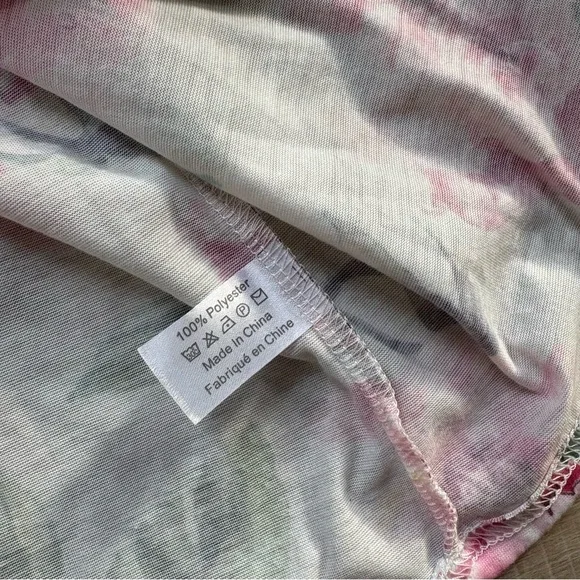 100% Polyester
P
Made in China
Fabriqué en Chine